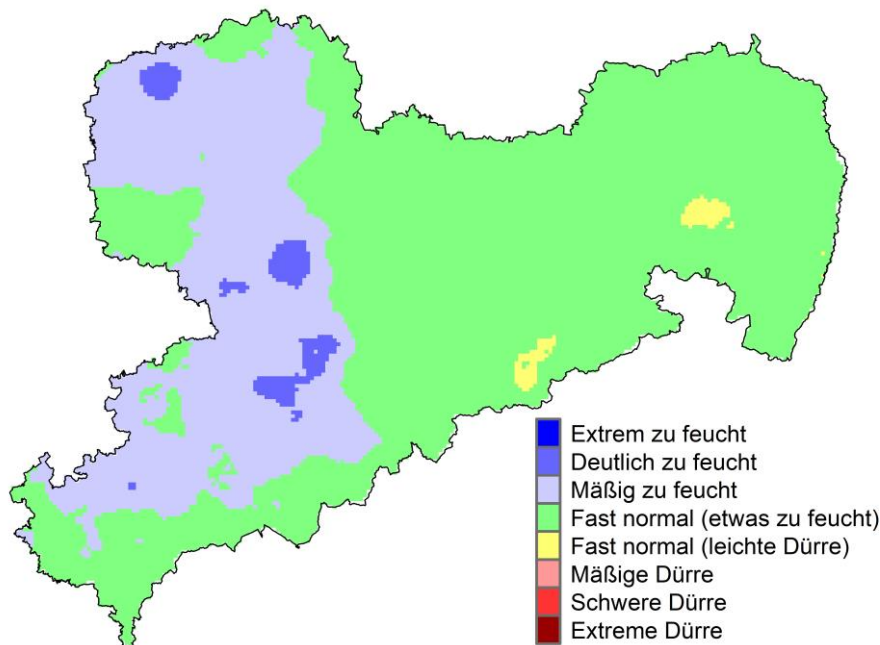 Extrem zu feucht
Deutlich zu feucht
Mäßig zu feucht
Fast normal (etwas zu feucht)
Fast normal (leichte Dürre)
Mäßige Dürre
Schwere Dürre
Extreme Dürre